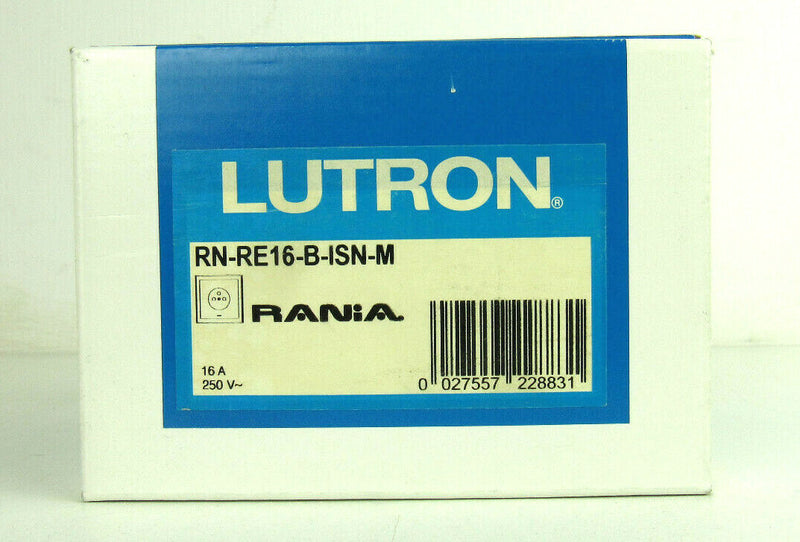 LUTRON®
RN-RE16-B-ISN-M
RANiA.
16 A
250 V~
0 027557 228831